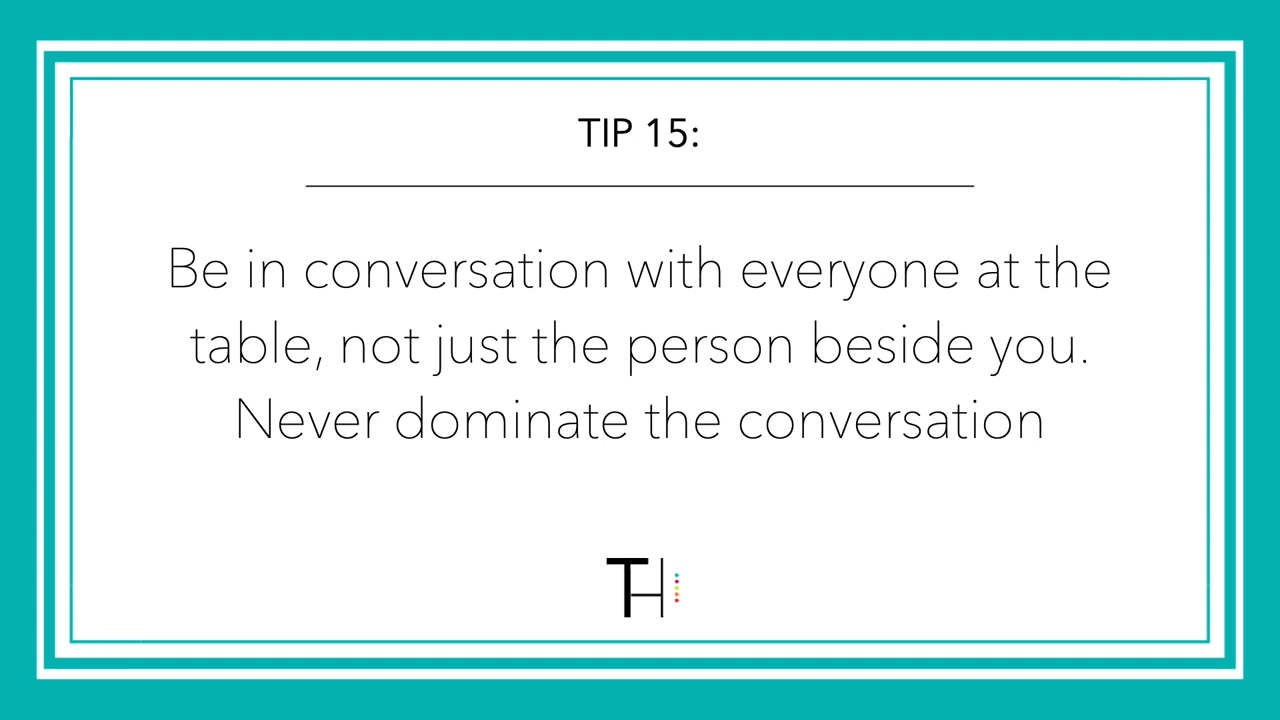 TIP 15:
Be in conversation with everyone at the
table, not just the person beside you.
Never dominate the conversation
TH